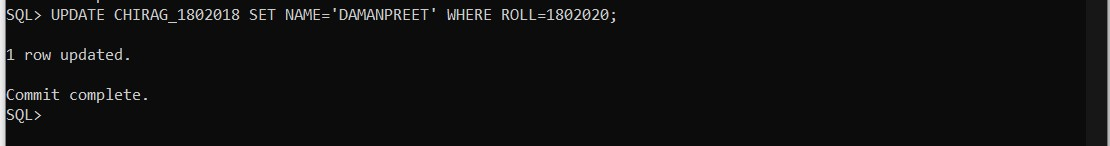 SQL> UPDATE CHIRAG_1802018 SET NAME='DAMANPREET' WHERE ROLL=1802020;
1 row updated.
Commit complete.
SQL>